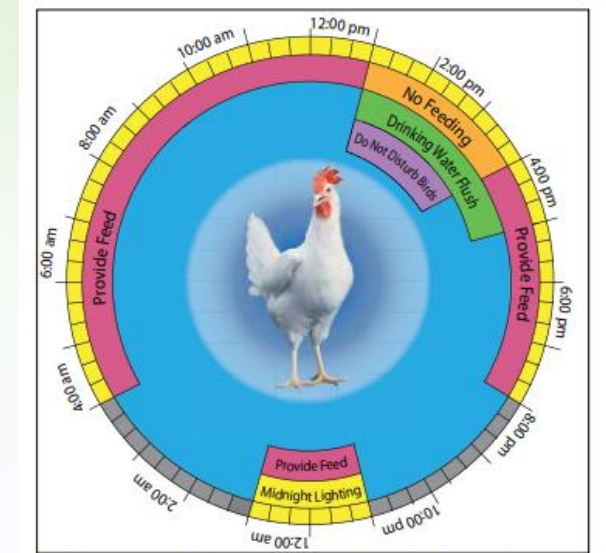 12:00 pm
2:00 pm
4:00 pm
6:00 pm
8:00 pm
10:00 pm
12:00 am
2:00 am
4:00 am
6:00 am
8:00 am
10:00 am
No Feeding
Drinking Water Flush
Do Not Disturb Birds
Provide Feed
Provide Feed
Provide Feed
Midnight Lighting